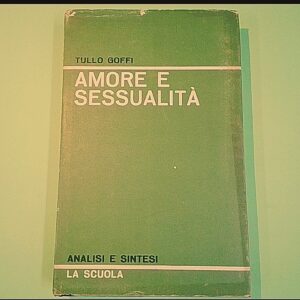 TULLO GOFFI
AMORE E
SESSUALITÀ
ANALISI E SINTESI
LA SCUOLA